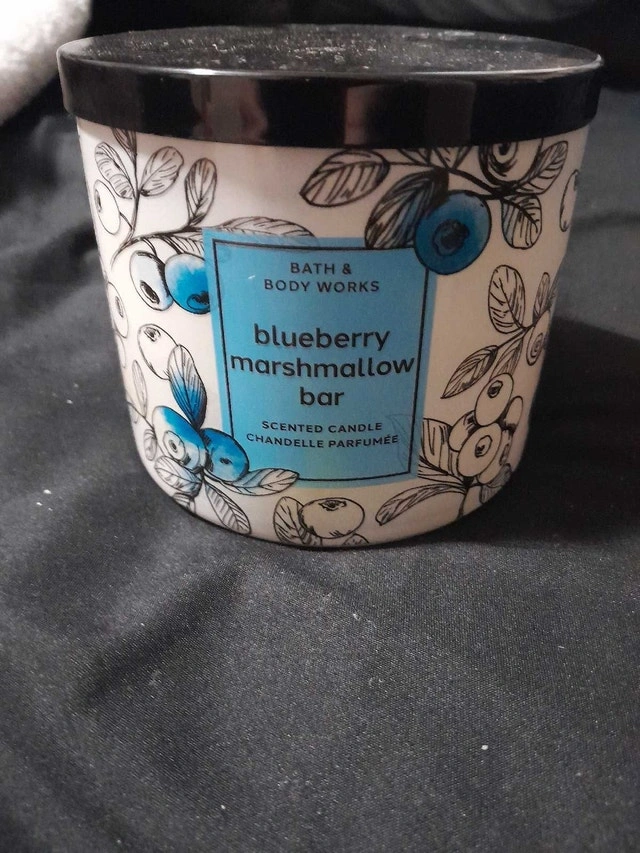 BATH &
BODY WORKS
blueberry
marshmallow
bar
SCENTED CANDLE
CHANDELLE PARFUMÉE